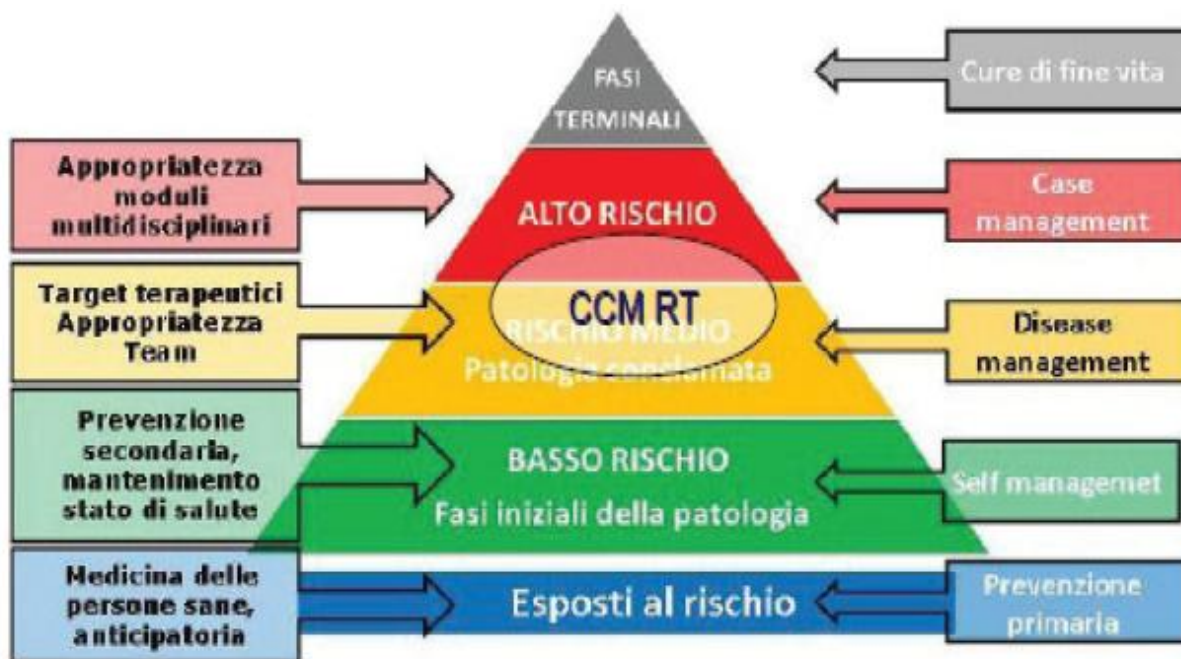 FASI
TERMINALI
Cure di fine vita
Appropriatezza
moduli
multidisciplinari
ALTO RISCHIO
Case
management
Target terapeutici
Appropriatezza
Team
CCM RT
RISCHIO MEDIO
Patologia conclamata
Disease
management
Prevenzione
secondaria,
mantenimento
stato di salute
BASSO RISCHIO
Fasi iniziali della patologia
Self managemet
Medicina delle
persone sane,
anticipatoria
Esposti al rischio
Prevenzione
primaria